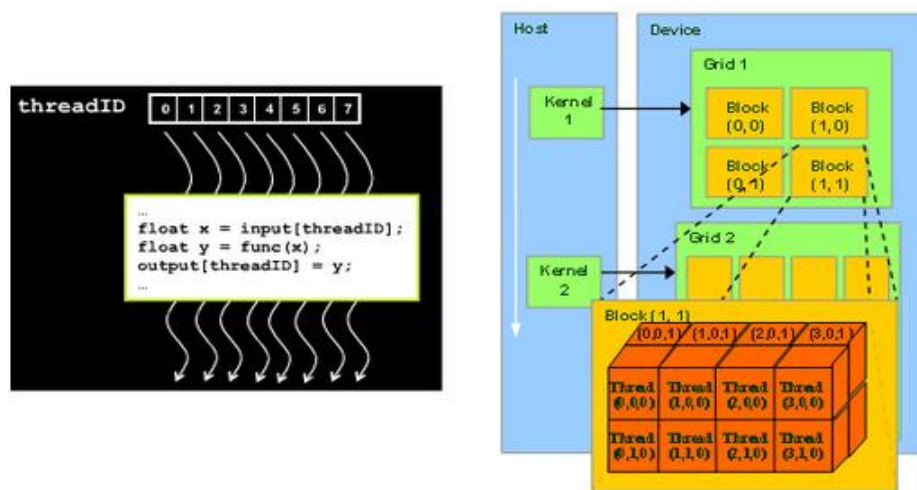 threadID 0 1 2 3 4 5 6 7
…
float x = input[threadID];
float y = func(x);
output[threadID] = y;
…
Host
Device
Grid 1
Kernel
1
Block
(0, 0)
Block
(1, 0)
Block
(0, 1)
Block
(1, 1)
Grid 2
Kernel
2
Block (1, 1)
(0,0,1) (1,0,1) (2,0,1) (3,0,1)
Thread Thread Thread Thread
(0,0,0) (1,0,0) (2,0,0) (3,0,0)
Thread Thread Thread Thread
(0,1,0) (1,1,0) (2,1,0) (3,1,0)